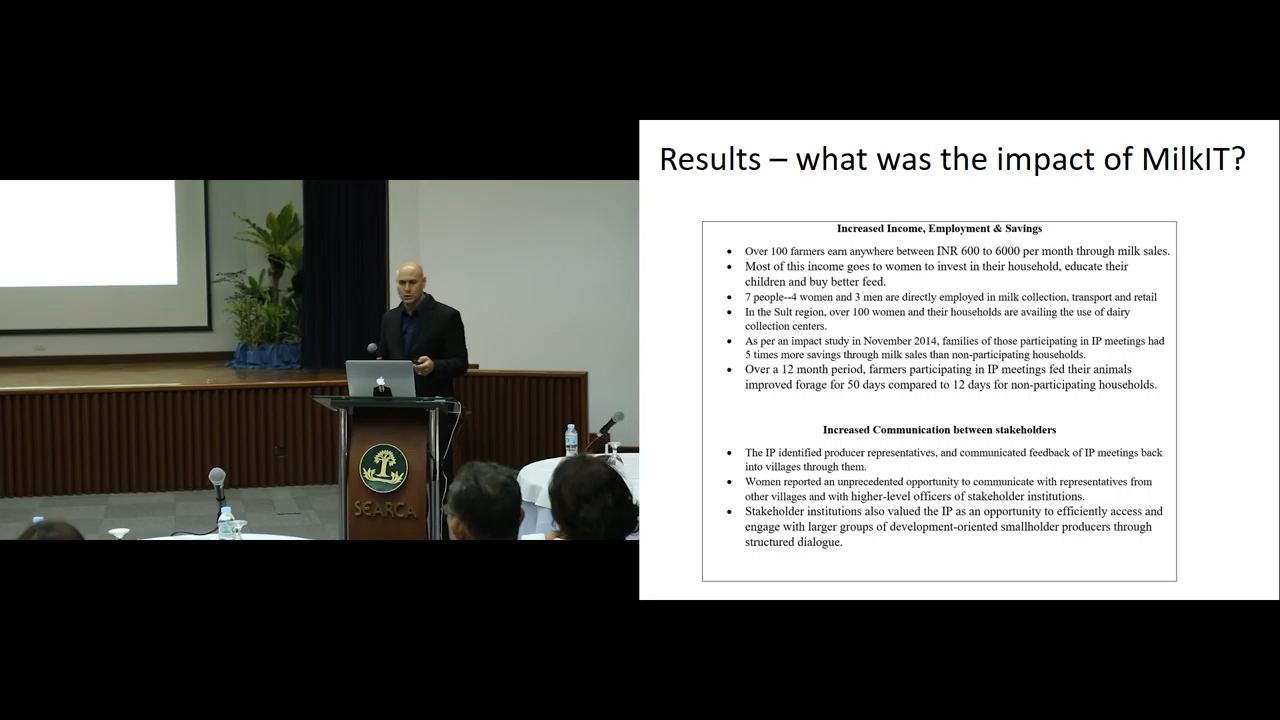 SEARCA
Results – what was the impact of MilkIT?
Increased Income, Employment & Savings
• Over 100 farmers earn anywhere between INR 600 to 6000 per month through milk sales.
• Most of this income goes to women to invest in their household, educate their
children and buy better feed.
• 7 people--4 women and 3 men are directly employed in milk collection, transport and retail
• In the Sult region, over 100 women and their households are availing the use of dairy
collection centers.
• As per an impact study in November 2014, families of those participating in IP meetings had
5 times more savings through milk sales than non-participating households.
• Over a 12 month period, farmers participating in IP meetings fed their animals
improved forage for 50 days compared to 12 days for non-participating households.
Increased Communication between stakeholders
• The IP identified producer representatives, and communicated feedback of IP meetings back
into villages through them.
• Women reported an unprecedented opportunity to communicate with representatives from
other villages and with higher-level officers of stakeholder institutions.
• Stakeholder institutions also valued the IP as an opportunity to efficiently access and
engage with larger groups of development-oriented smallholder producers through
structured dialogue.